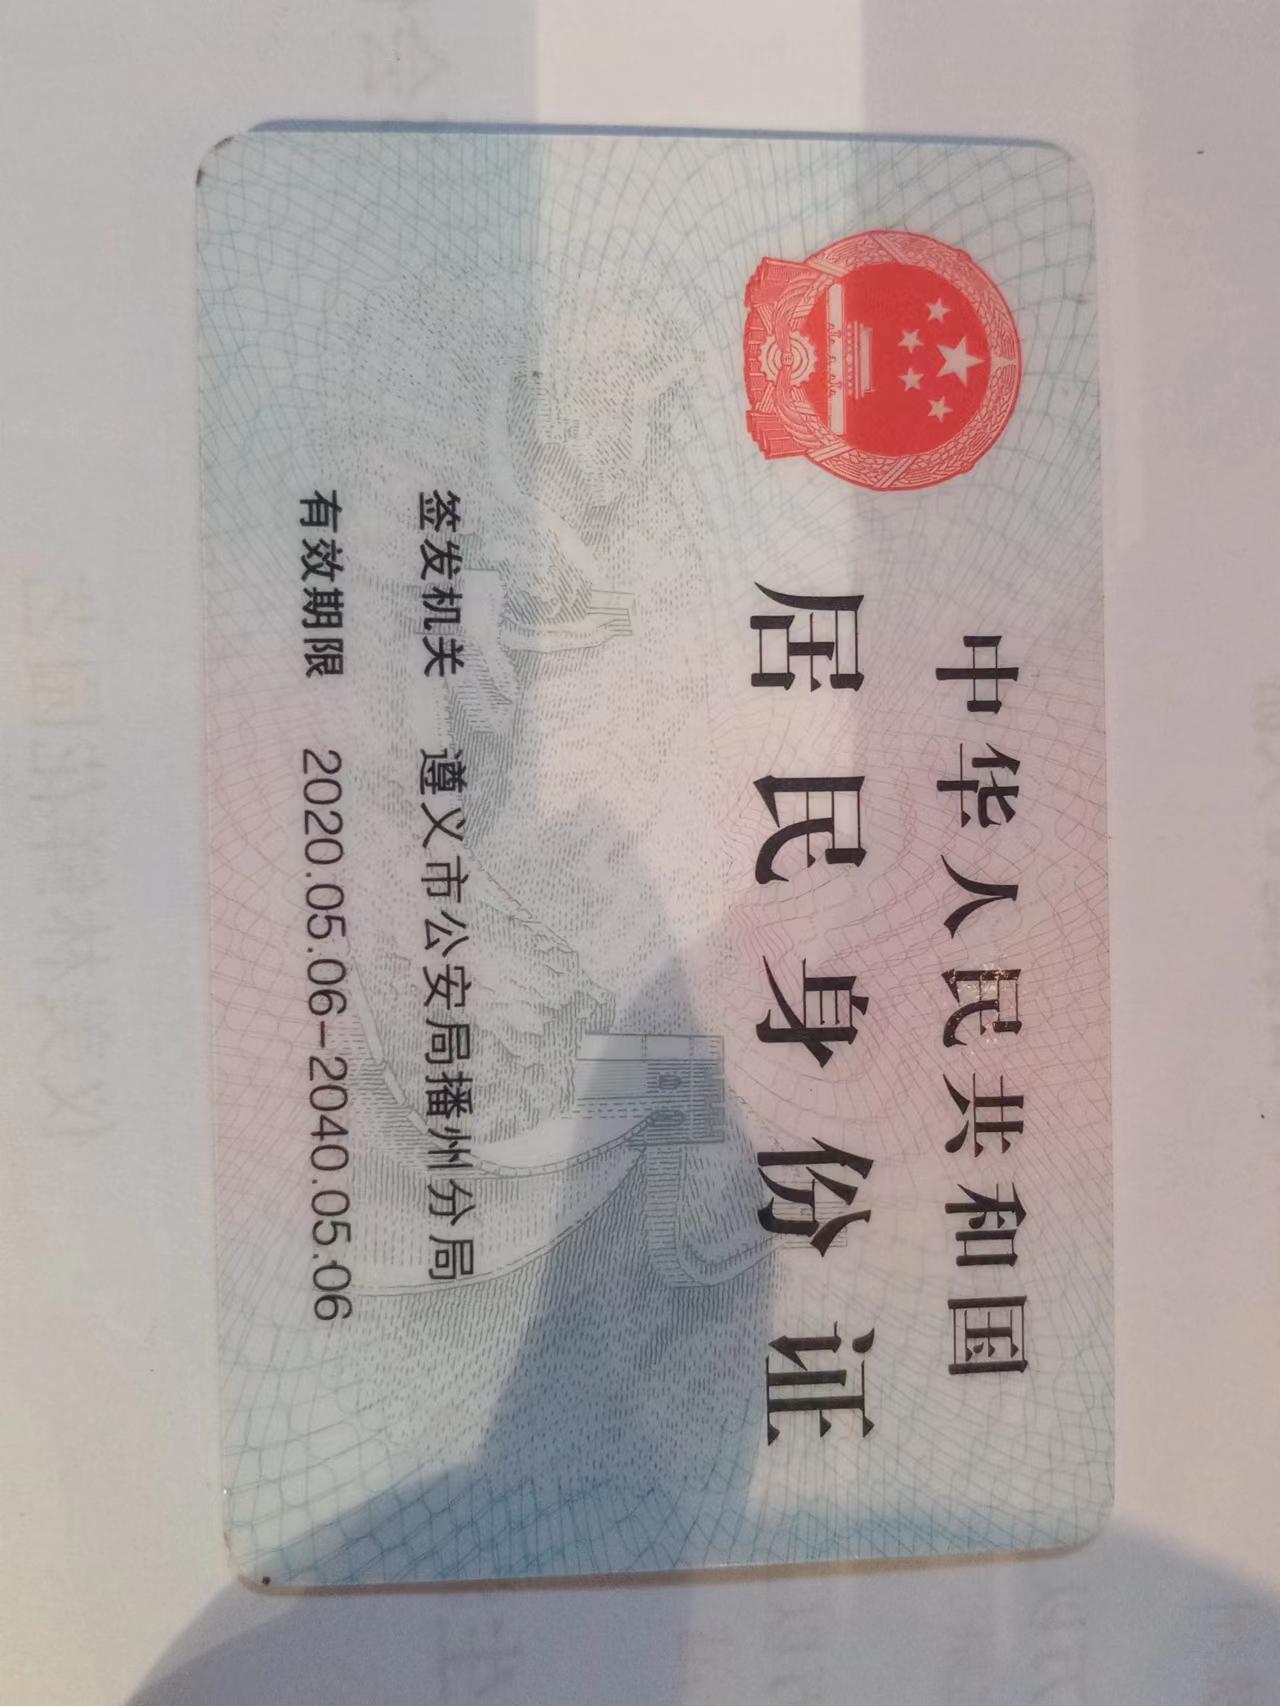 中华人民共和国
居民身份证
签发机关 遵义市公安局播州分局
有效期限 2020.05.06-2040.05.06